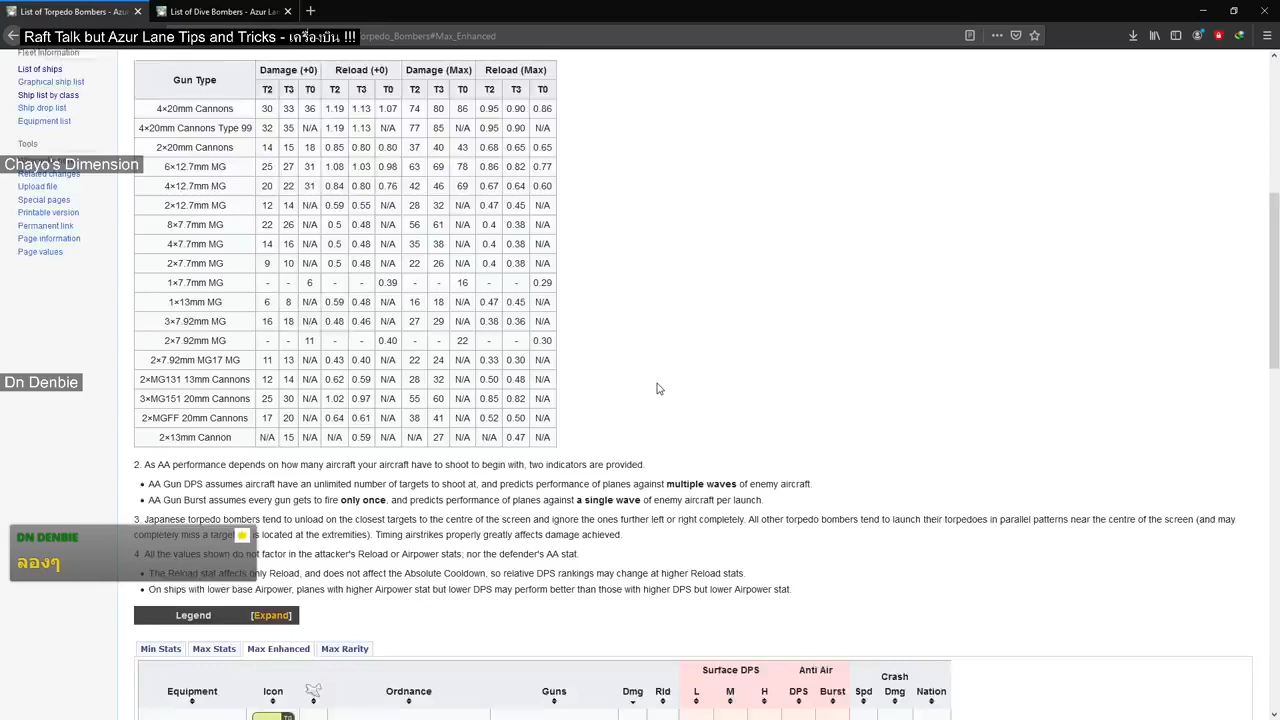 List of Torpedo Bombers - Azur
List of Dive Bombers - Azur Lan
Raft Talk but Azur Lane Tips and Tricks - เครื่องบิน !!!
_Torpedo_Bombers#Max_Enhanced
Fleet Information
List of ships
Graphical ship list
Ship list by class
Ship drop list
Equipment list
Tools
Chayo's Dimension
Related changes
Upload file
Special pages
Printable version
Permanent link
Page information
Page values
Dn Denbie
Gun Type Damage (+0) Reload (+0) Damage (Max) Reload (Max)
T2 T3 T0 T2 T3 T0 T2 T3 T0 T2 T3 T0
4×20mm Cannons 30 33 36 1.19 1.13 1.07 74 80 86 0.95 0.90 0.86
4×20mm Cannons Type 99 32 35 N/A 1.19 1.13 N/A 77 85 N/A 0.95 0.90 N/A
2×20mm Cannons 14 15 18 0.85 0.80 0.80 37 40 43 0.68 0.65 0.65
6×12.7mm MG 25 27 31 1.08 1.03 0.98 63 69 78 0.86 0.82 0.77
4×12.7mm MG 20 22 31 0.84 0.80 0.76 42 46 69 0.67 0.64 0.60
2×12.7mm MG 12 14 N/A 0.59 0.55 N/A 28 32 N/A 0.47 0.45 N/A
8×7.7mm MG 22 26 N/A 0.5 0.48 N/A 56 61 N/A 0.4 0.38 N/A
4×7.7mm MG 14 16 N/A 0.5 0.48 N/A 35 38 N/A 0.4 0.38 N/A
2×7.7mm MG 9 10 N/A 0.5 0.48 N/A 22 26 N/A 0.4 0.38 N/A
1×7.7mm MG - - 6 - - 0.39 - - 16 - - 0.29
1×13mm MG 6 8 N/A 0.59 0.48 N/A 16 18 N/A 0.47 0.45 N/A
3×7.92mm MG 16 18 N/A 0.48 0.46 N/A 27 29 N/A 0.38 0.36 N/A
2×7.92mm MG - - 11 - - 0.40 - - 22 - - 0.30
2×7.92mm MG17 MG 11 13 N/A 0.43 0.40 N/A 22 24 N/A 0.33 0.30 N/A
2×MG131 13mm Cannons 12 14 N/A 0.62 0.59 N/A 28 32 N/A 0.50 0.48 N/A
3×MG151 20mm Cannons 25 30 N/A 1.02 0.97 N/A 55 60 N/A 0.85 0.82 N/A
2×MGFF 20mm Cannons 17 20 N/A 0.64 0.61 N/A 38 41 N/A 0.52 0.50 N/A
2×13mm Cannon N/A 15 N/A N/A 0.59 N/A N/A 27 N/A N/A 0.47 N/A
2. As AA performance depends on how many aircraft your aircraft have to shoot to begin with, two indicators are provided.
• AA Gun DPS assumes aircraft have an unlimited number of targets to shoot at, and predicts performance of planes against multiple waves of enemy aircraft.
• AA Gun Burst assumes every gun gets to fire only once, and predicts performance of planes against a single wave of enemy aircraft per launch.
3. Japanese torpedo bombers tend to unload on the closest targets to the centre of the screen and ignore the ones further left or right completely. All other torpedo bombers tend to launch their torpedoes in parallel patterns near the centre of the screen (and may
completely miss a target is located at the extremities). Timing airstrikes properly greatly affects damage achieved.
DN DENBIE
ลองๆ
4. All the values shown do not factor in the attacker's Reload or Airpower stats; nor the defender's AA stat.
• The Reload stat affects only Reload, and does not affect the Absolute Cooldown, so relative DPS rankings may change at higher Reload stats.
• On ships with lower base Airpower, planes with higher Airpower stat but lower DPS may perform better than those with higher DPS but lower Airpower stat.
Legend [Expand]
Min Stats Max Stats Max Enhanced Max Rarity
Equipment Icon Ordnance Guns Dmg Rld Surface DPS L M H Anti Air DPS Burst Spd Crash Dmg Nation
T0